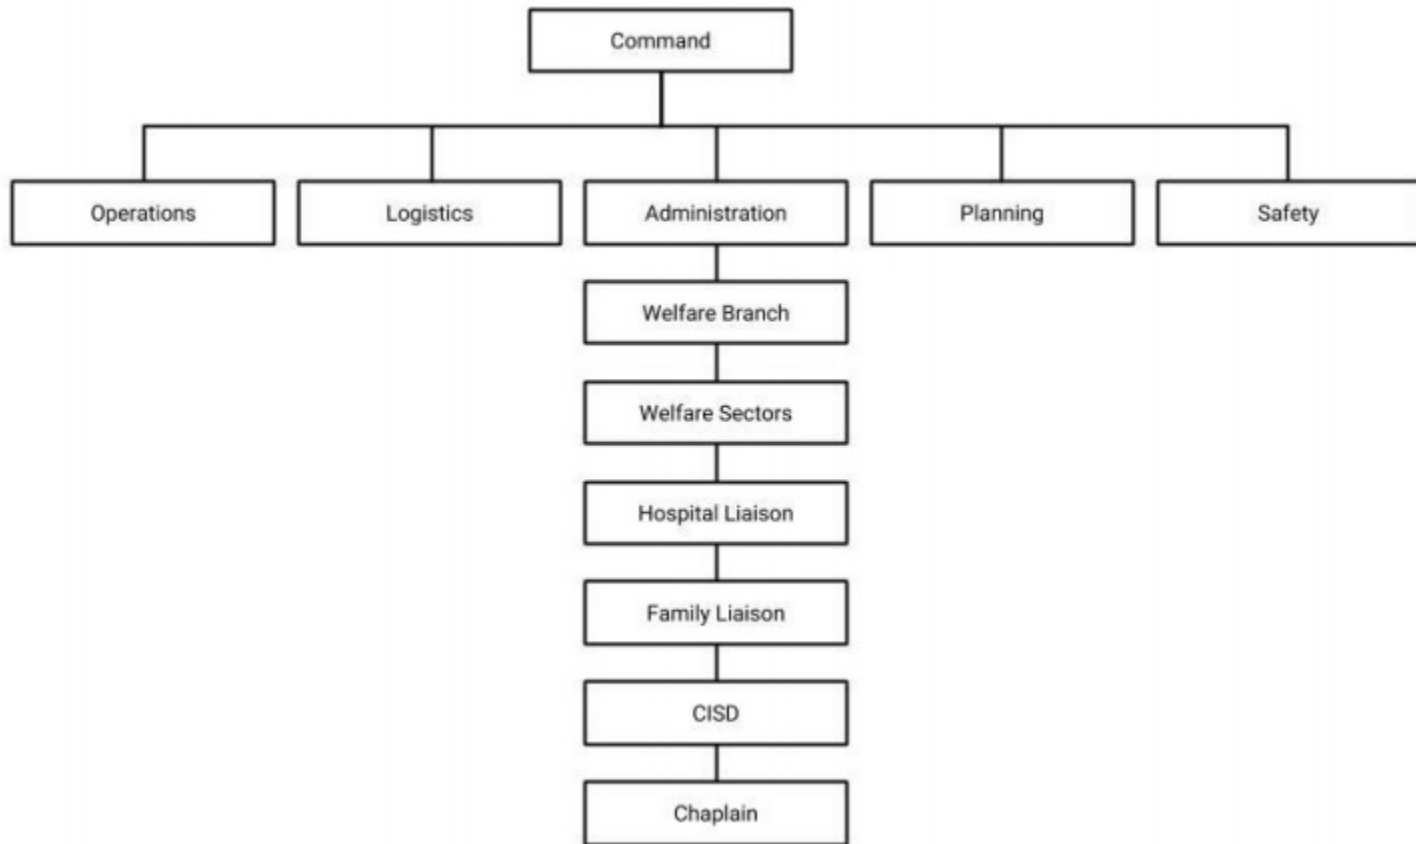 Command
Operations
Logistics
Administration
Planning
Safety
Welfare Branch
Welfare Sectors
Hospital Liaison
Family Liaison
CISD
Chaplain